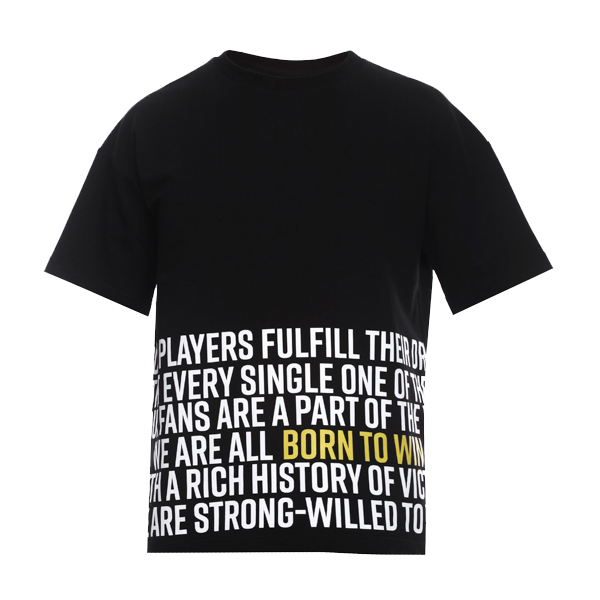 PLAYERS FULFILL THEIR
EVERY SINGLE ONE OF
FANS ARE A PART OF THE
WE ARE ALL BORN TO WIN
A RICH HISTORY OF
ARE STRONG-WILLED TO